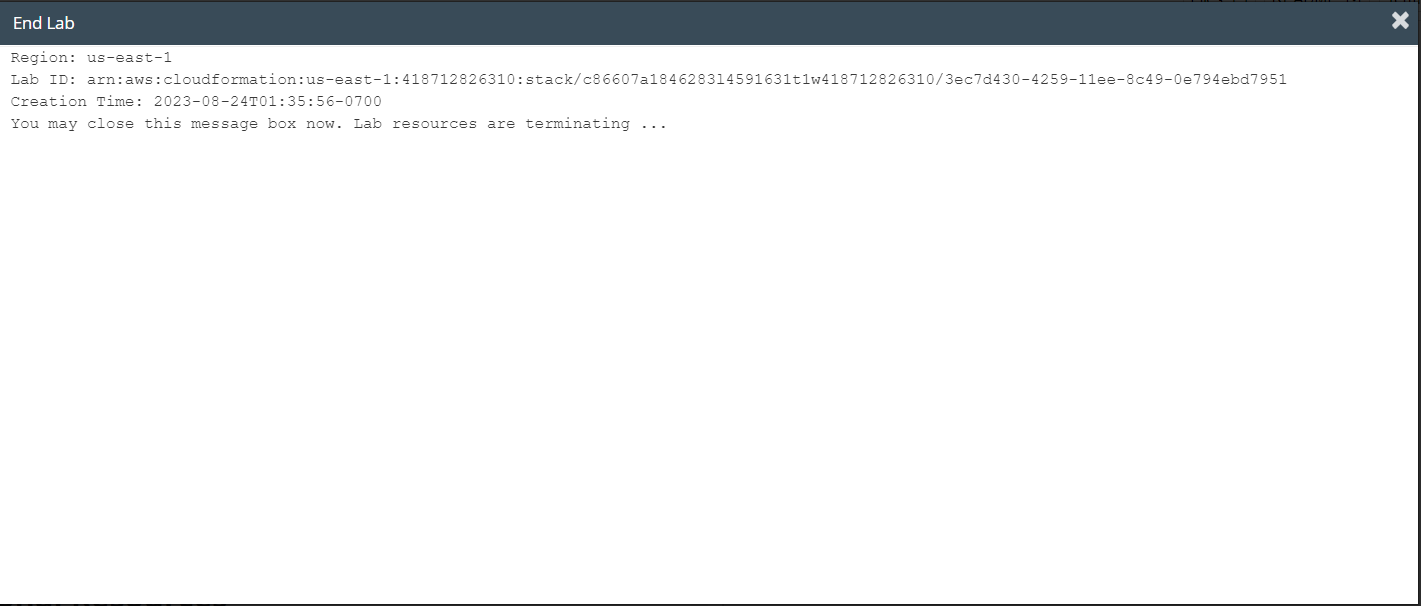 End Lab
Region: us-east-1
Lab ID: arn:aws:cloudformation:us-east-1:418712826310:stack/c86607a184628314591631t1w418712826310/3ec7d430-4259-11ee-8c49-0e794ebd7951
Creation Time: 2023-08-24T01:35:56-0700
You may close this message box now. Lab resources are terminating ...